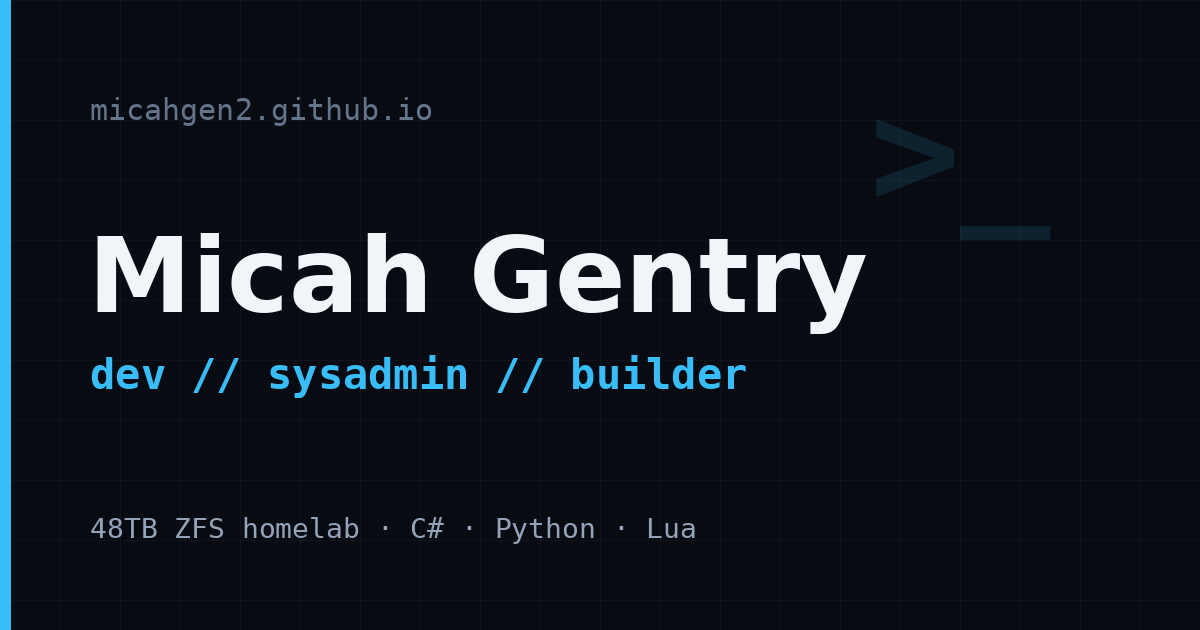 micahgen2.github.io
>_
Micah Gentry
dev // sysadmin // builder
48TB ZFS homelab · C# · Python · Lua